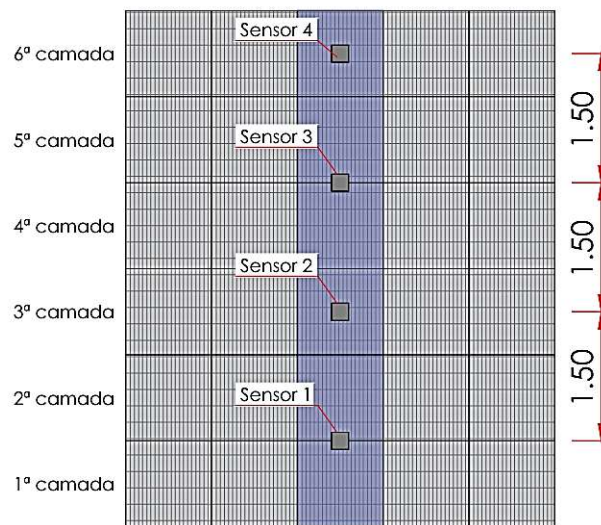 Sensor 4
6ª camada
1.50
5ª camada
Sensor 3
4ª camada
1.50
Sensor 2
3ª camada
2ª camada
1.50
Sensor 1
1ª camada